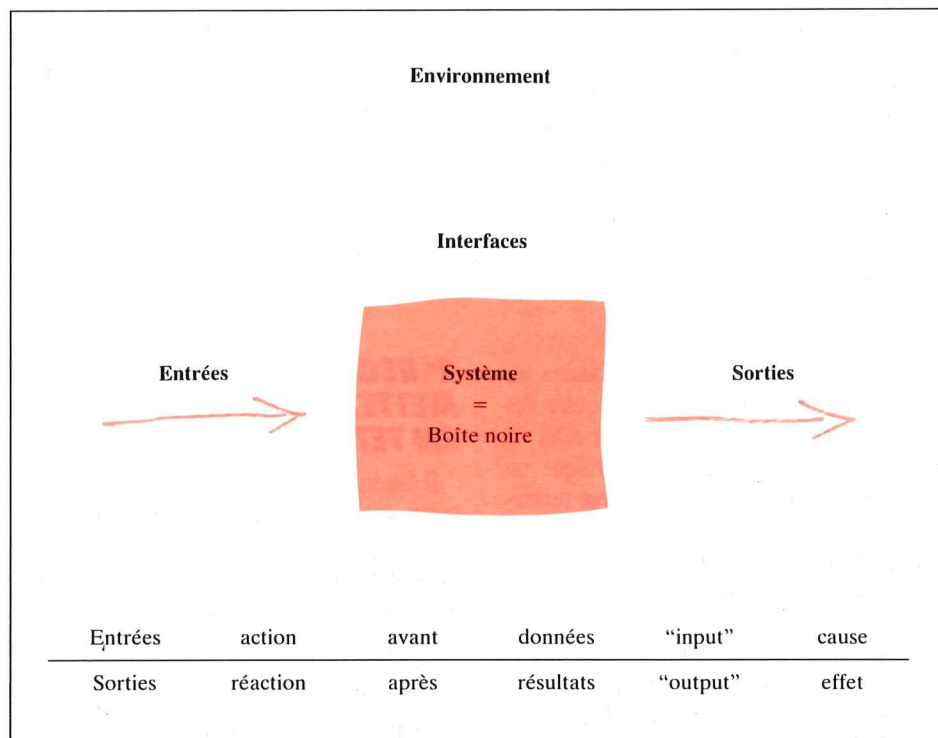 Environnement
Interfaces
Entrées
Système
=
Boîte noire
Sorties
Entrées action avant données “input” cause
Sorties réaction après résultats “output” effet